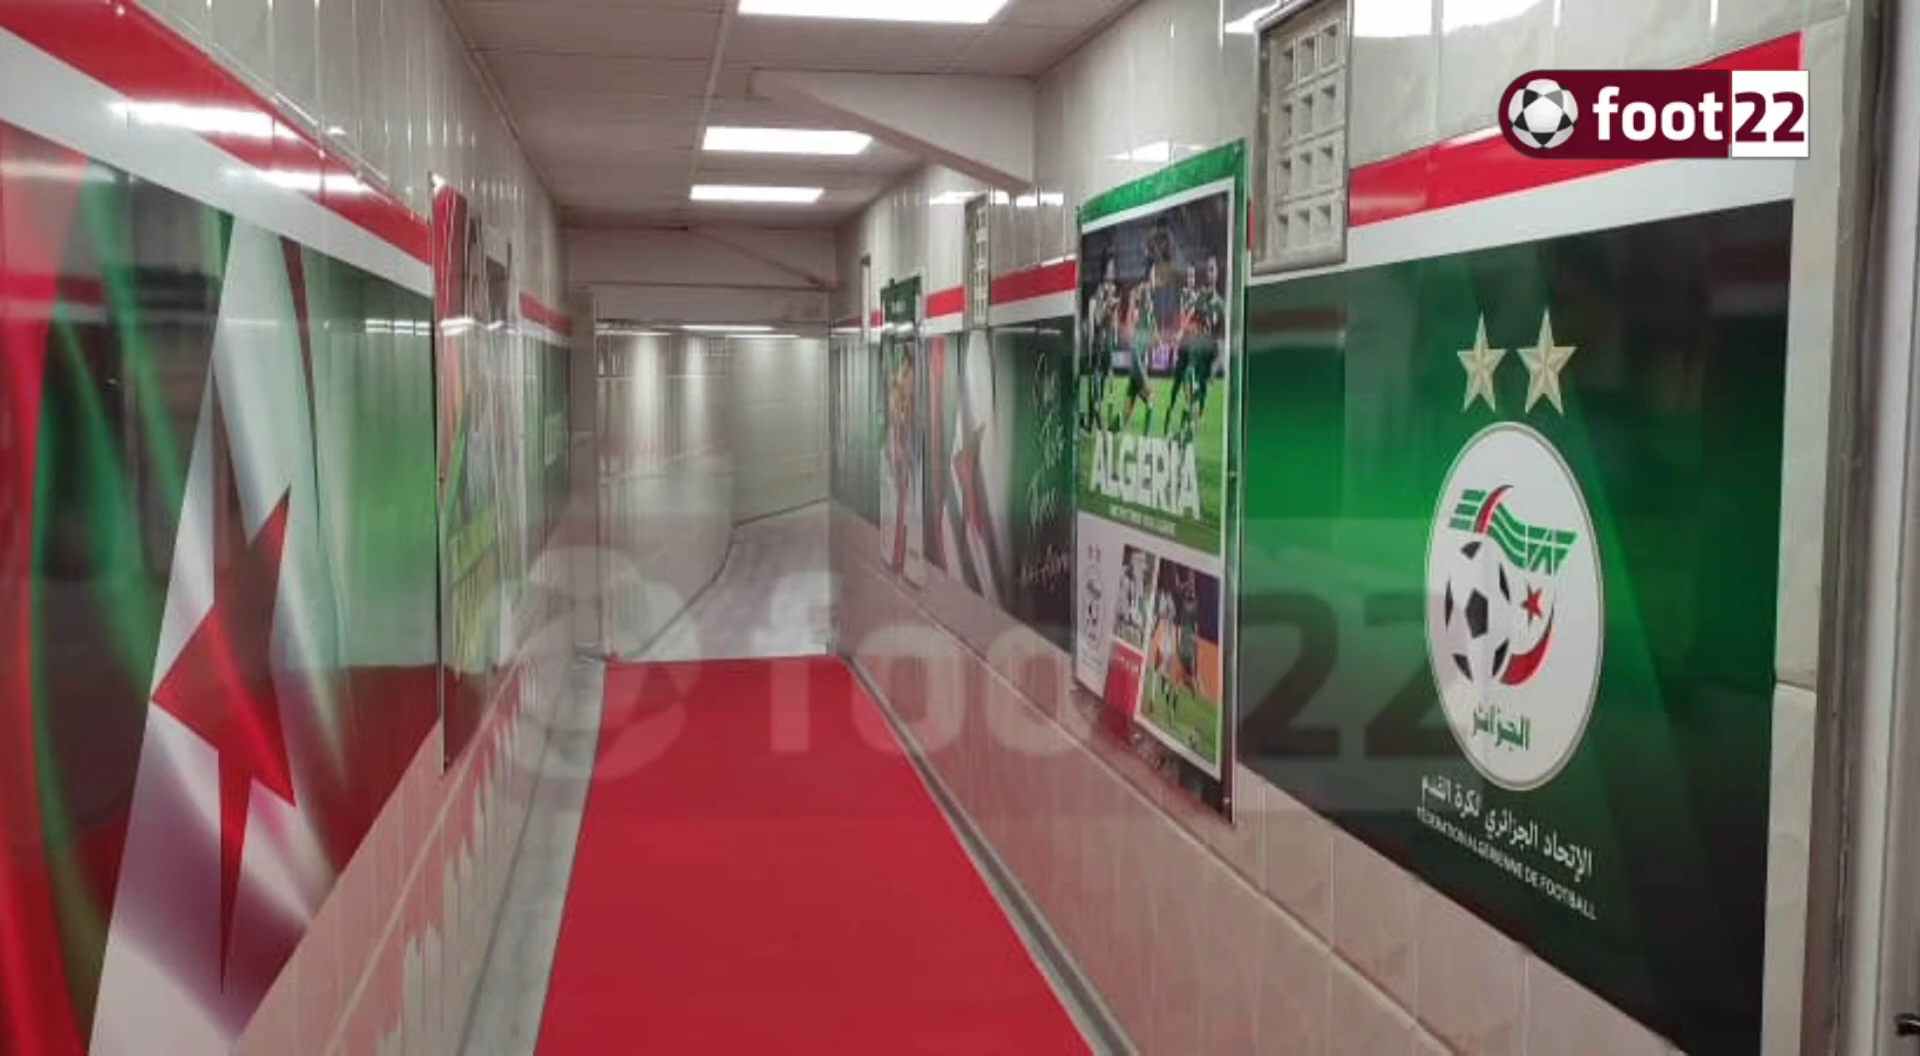 foot22
ALGERIA
الجزائر
الإتحاد الجزائري لكرة القدم
FÉDÉRATION ALGÉRIENNE DE FOOTBALL
foot22